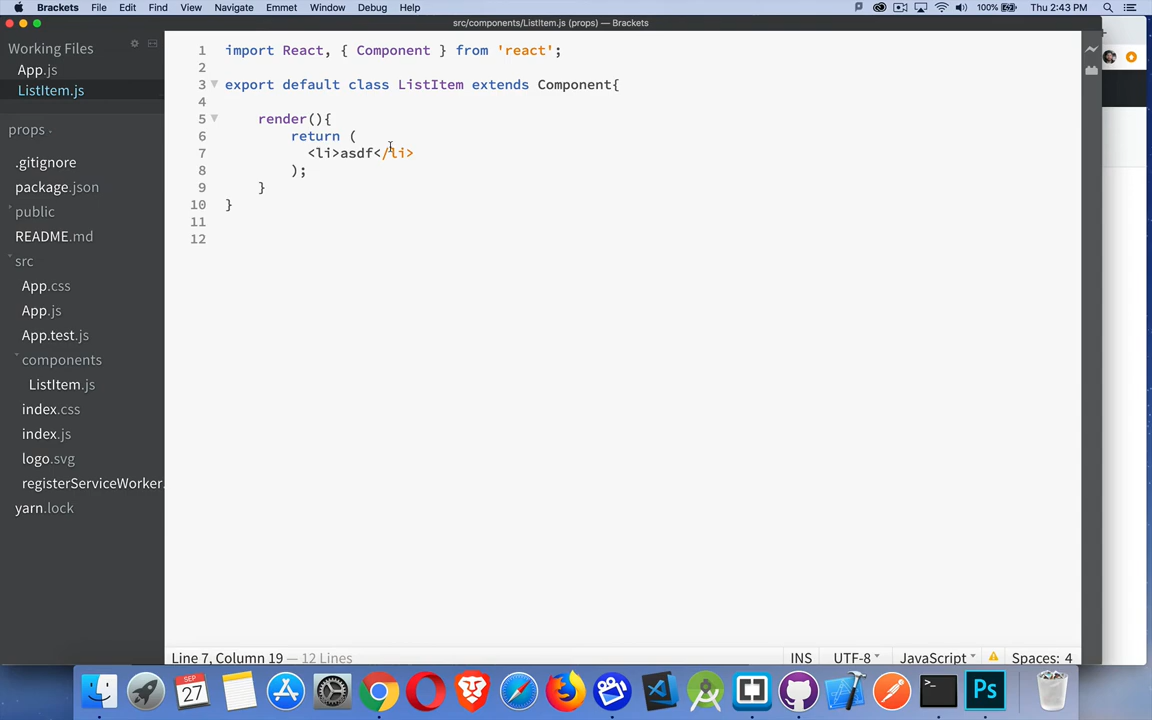 Brackets File Edit Find View Navigate Emmet Window Debug Help 100% Thu 2:43 PM
src/components/ListItem.js (props) — Brackets
Working Files
App.js
ListItem.js
props
.gitignore
package.json
public
README.md
src
App.css
App.js
App.test.js
components
ListItem.js
index.css
index.js
logo.svg
registerServiceWorker.
yarn.lock
1 import React, { Component } from 'react';
2
3 export default class ListItem extends Component{
4
5 render(){
6 return (
7 <li>asdf</li>
8 );
9 }
10 }
11
12
Line 7, Column 19 — 12 Lines
INS UTF-8 JavaScript Spaces: 4
SEP
27
>_
Ps